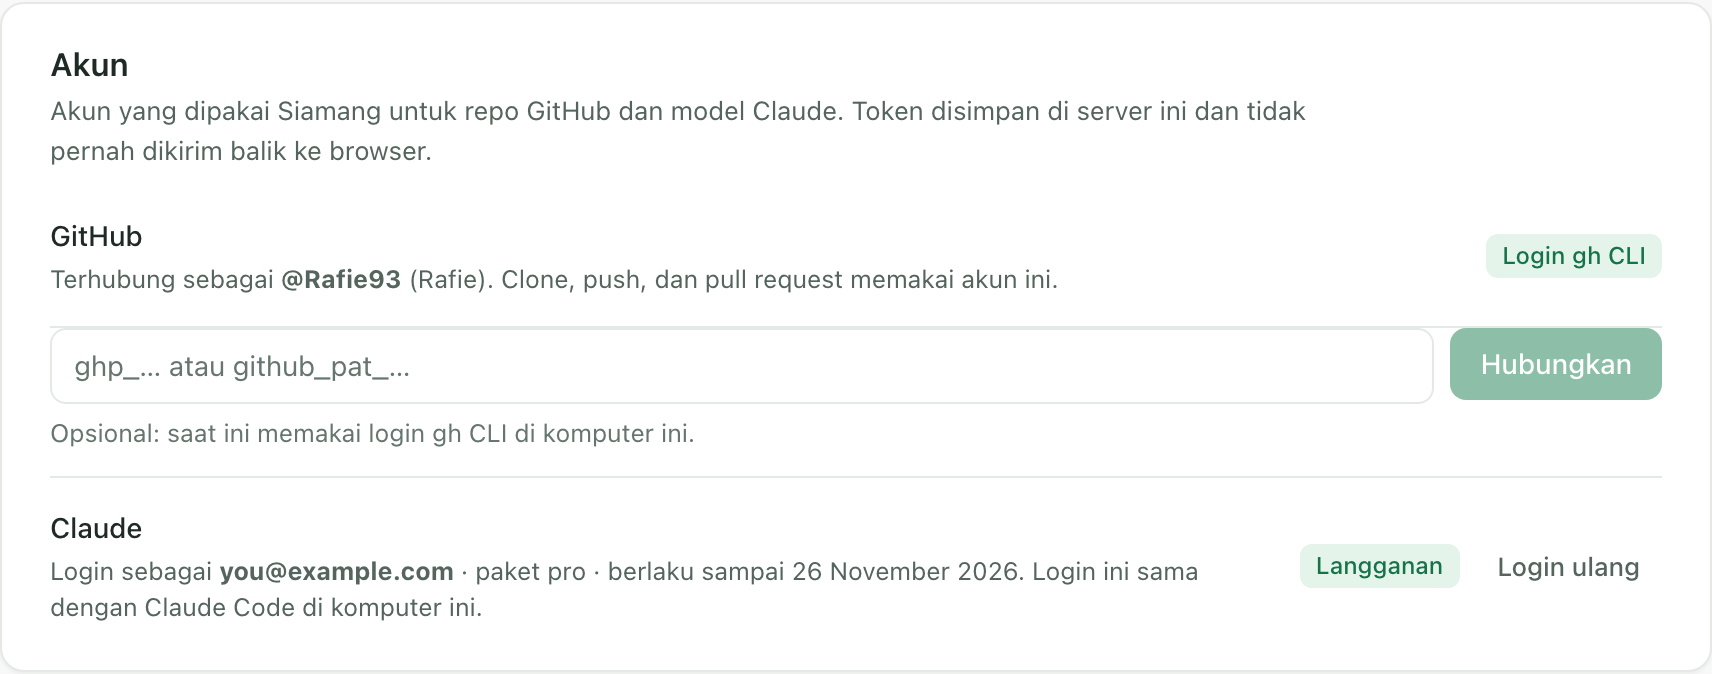 Akun
Akun yang dipakai Siamang untuk repo GitHub dan model Claude. Token disimpan di server ini dan tidak
pernah dikirim balik ke browser.
GitHub
Terhubung sebagai @Rafie93 (Rafie). Clone, push, dan pull request memakai akun ini.
Login gh CLI
ghp_... atau github_pat_...
Hubungkan
Opsional: saat ini memakai login gh CLI di komputer ini.
Claude
Login sebagai you@example.com · paket pro · berlaku sampai 26 November 2026. Login ini sama
dengan Claude Code di komputer ini.
Langganan
Login ulang